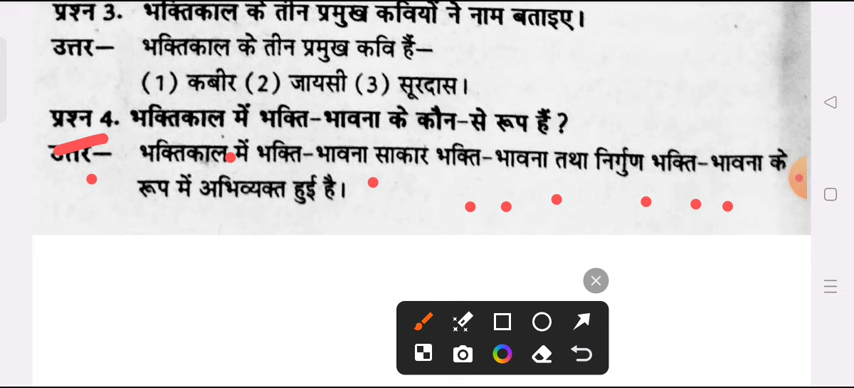 प्रश्न 3. भक्तिकाल के तीन प्रमुख कवियों ने नाम बताइए।
उत्तर— भक्तिकाल के तीन प्रमुख कवि हैं—
(1) कबीर (2) जायसी (3) सूरदास।
प्रश्न 4. भक्तिकाल में भक्ति-भावना के कौन-से रूप हैं ?
उत्तर— भक्तिकाल में भक्ति-भावना साकार भक्ति-भावना तथा निर्गुण भक्ति-भावना के
रूप में अभिव्यक्त हुई है।